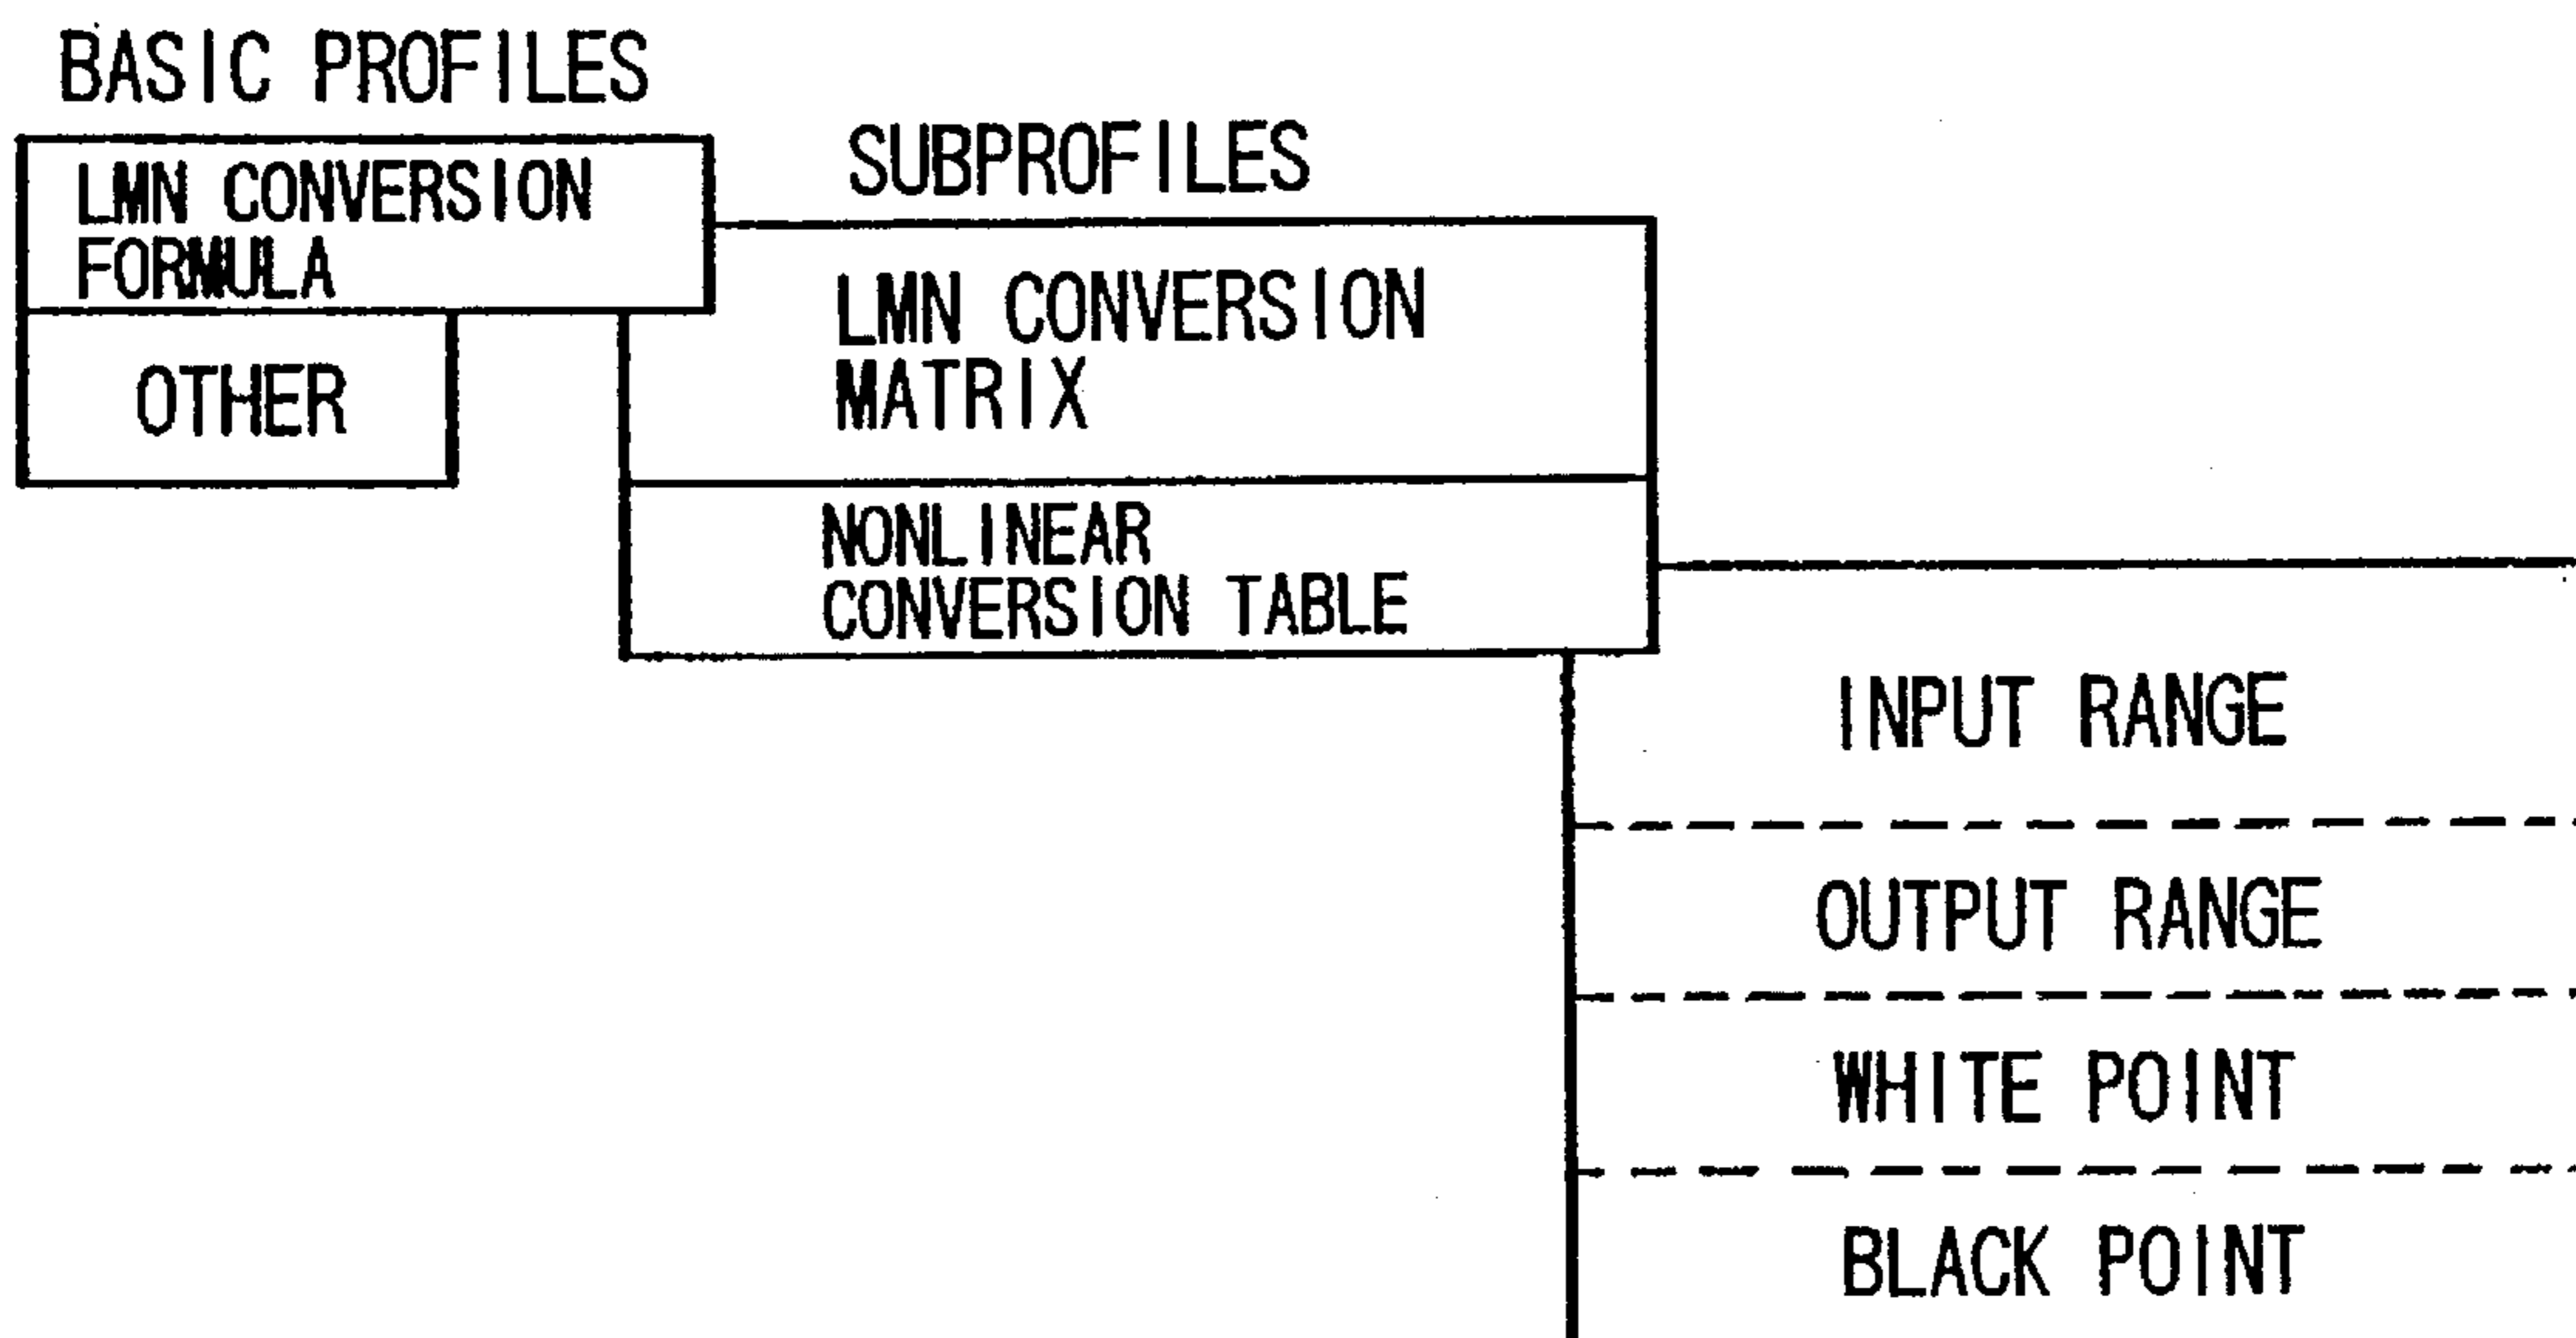 BASIC PROFILES
LMN CONVERSION
FORMULA
OTHER
SUBPROFILES
LMN CONVERSION
MATRIX
NONLINEAR
CONVERSION TABLE
INPUT RANGE
OUTPUT RANGE
WHITE POINT
BLACK POINT